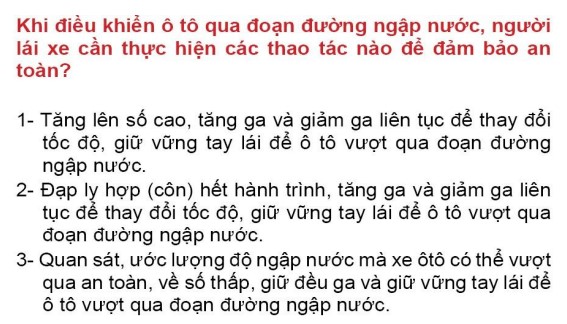 Khi điều khiển ô tô qua đoạn đường ngập nước, người
lái xe cần thực hiện các thao tác nào để đảm bảo an
toàn?
1- Tăng lên số cao, tăng ga và giảm ga liên tục để thay đổi
tốc độ, giữ vững tay lái để ô tô vượt qua đoạn đường
ngập nước.
2- Đạp ly hợp (côn) hết hành trình, tăng ga và giảm ga liên
tục để thay đổi tốc độ, giữ vững tay lái để ô tô vượt qua
đoạn đường ngập nước.
3- Quan sát, ước lượng độ ngập nước mà xe ôtô có thể vượt
qua an toàn, về số thấp, giữ đều ga và giữ vững tay lái để
ô tô vượt qua đoạn đường ngập nước.